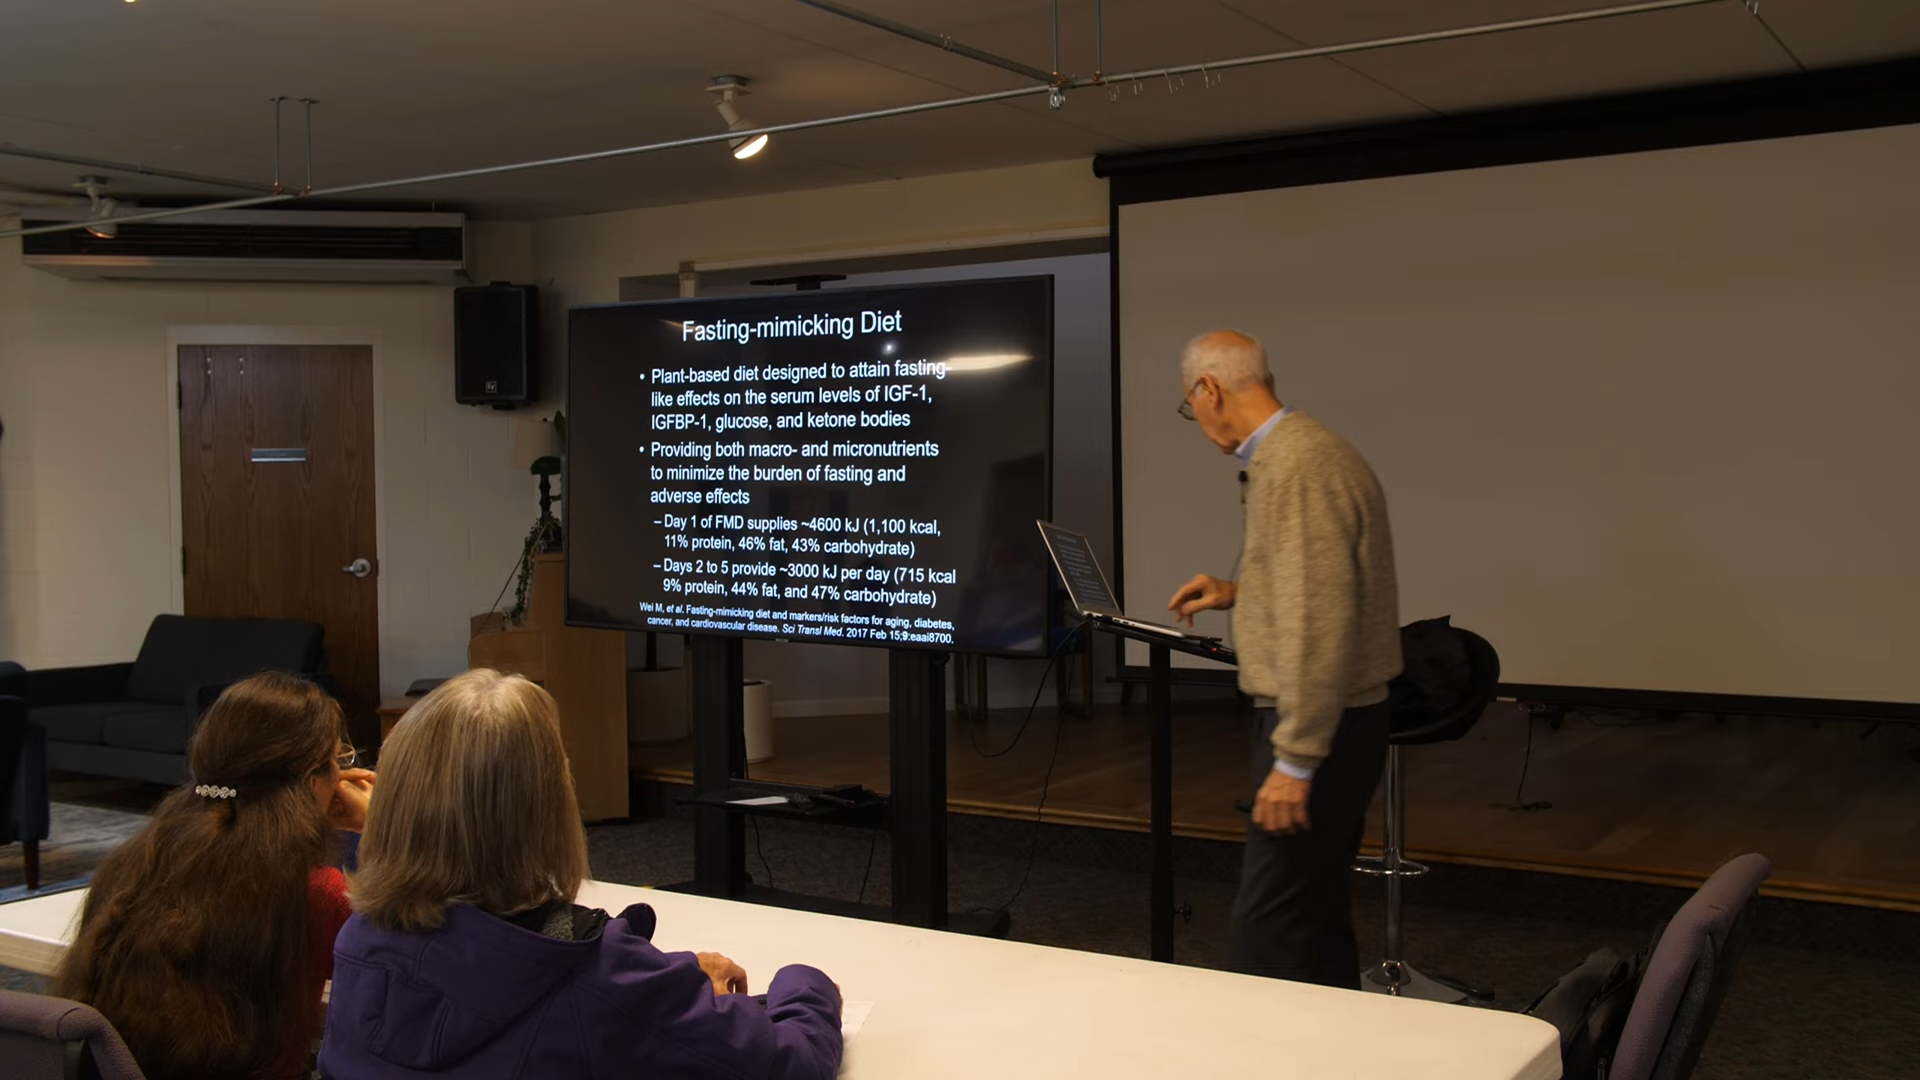 Fasting-mimicking Diet
• Plant-based diet designed to attain fasting-
like effects on the serum levels of IGF-1,
IGFBP-1, glucose, and ketone bodies
• Providing both macro- and micronutrients
to minimize the burden of fasting and
adverse effects
– Day 1 of FMD supplies ~4600 kJ (1,100 kcal,
11% protein, 46% fat, 43% carbohydrate)
– Days 2 to 5 provide ~3000 kJ per day (715 kcal
9% protein, 44% fat, and 47% carbohydrate)
Wei M, et al. Fasting-mimicking diet and markers/risk factors for aging, diabetes,
cancer, and cardiovascular disease. Sci Transl Med. 2017 Feb 15;9:eaai8700.